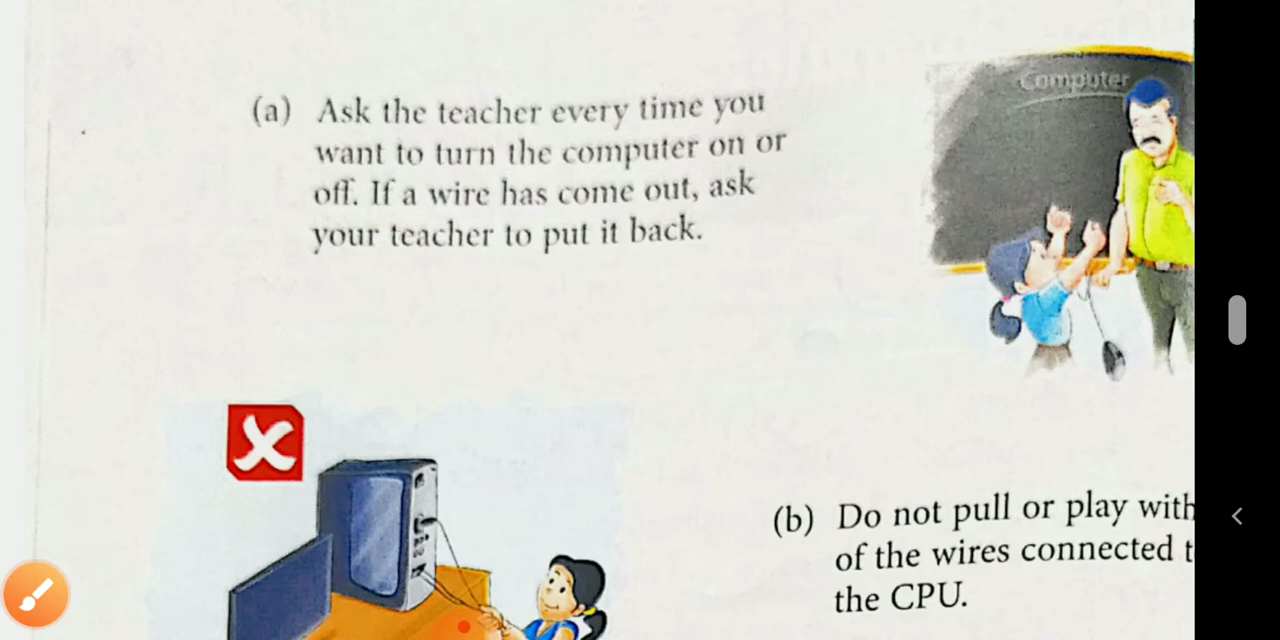 Computer
(a) Ask the teacher every time you
want to turn the computer on or
off. If a wire has come out, ask
your teacher to put it back.
(b) Do not pull or play with
of the wires connected
the CPU.